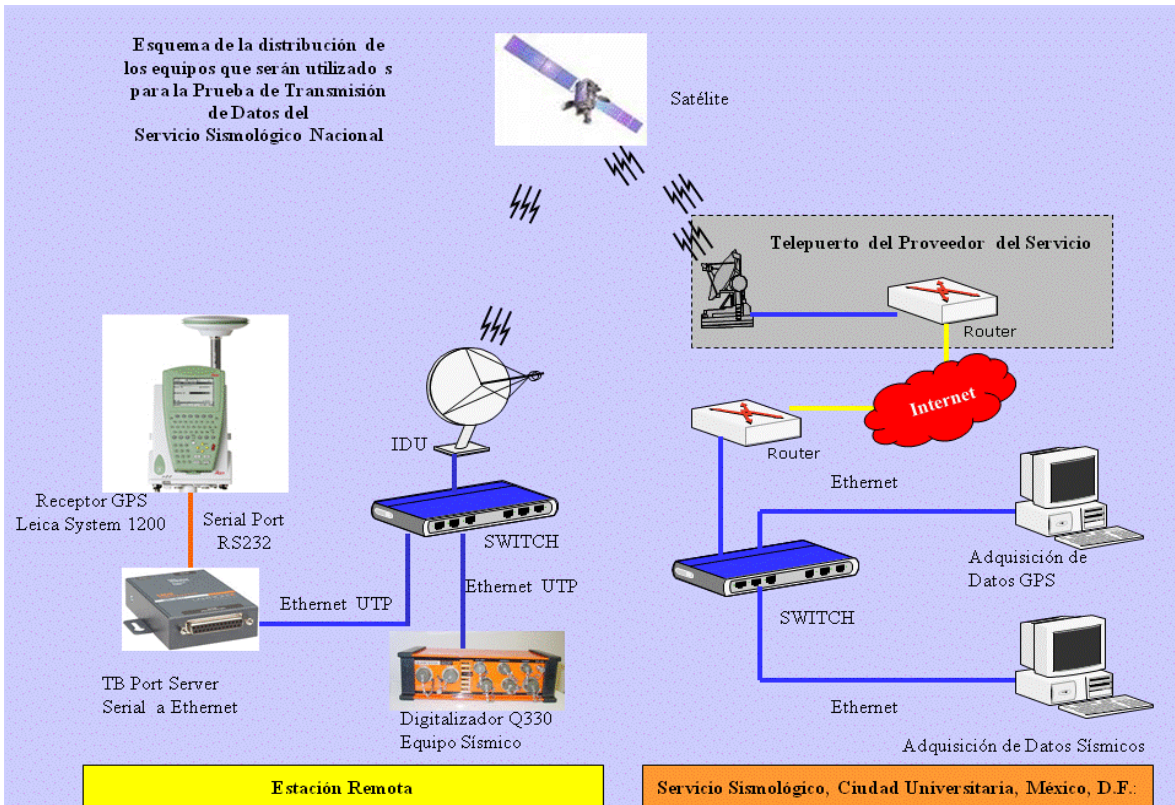 Esquema de la distribución de
los equipos que serán utilizado s
para la Prueba de Transmisión
de Datos del
Servicio Sismológico Nacional
Satélite
Telepuerto del Proveedor del Servicio
Router
Internet
Router
IDU
Ethernet
Receptor GPS
Leica System 1200
Serial Port
RS232
SWITCH
Adquisición de
Datos GPS
Ethernet UTP
Ethernet UTP
SWITCH
TB Port Server
Serial a Ethernet
Digitalizador Q330
Equipo Sísmico
Ethernet
Adquisición de Datos Sísmicos
Estación Remota
Servicio Sismológico, Ciudad Universitaria, México, D.F.: